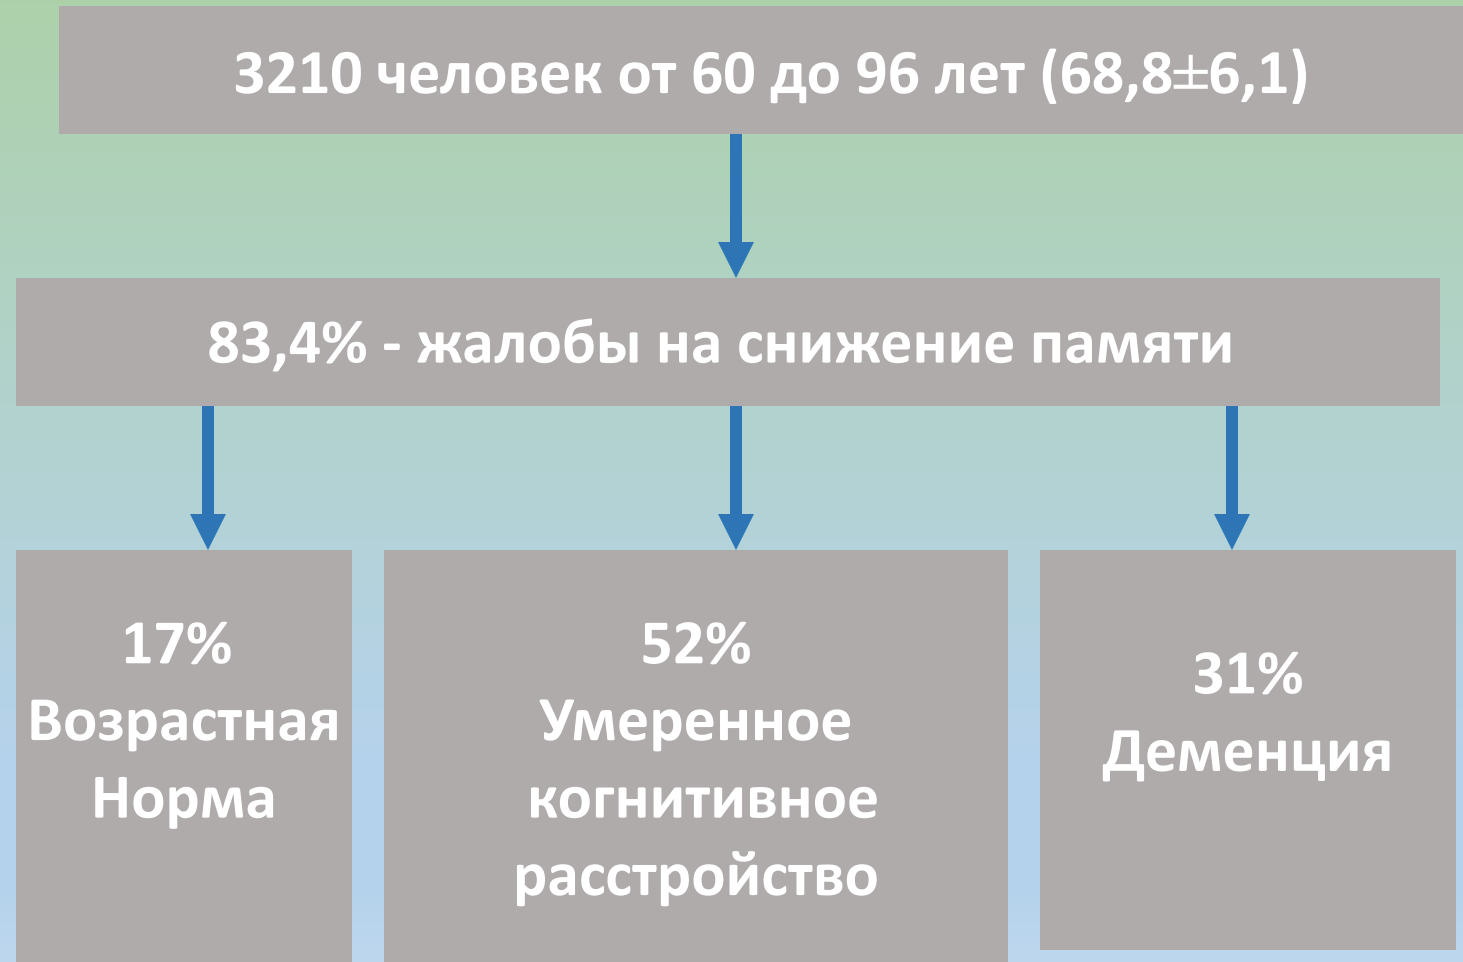 3210 человек от 60 до 96 лет (68,8±6,1)
83,4% - жалобы на снижение памяти
17%
Возрастная
Норма
52%
Умеренное
когнитивное
расстройство
31%
Деменция